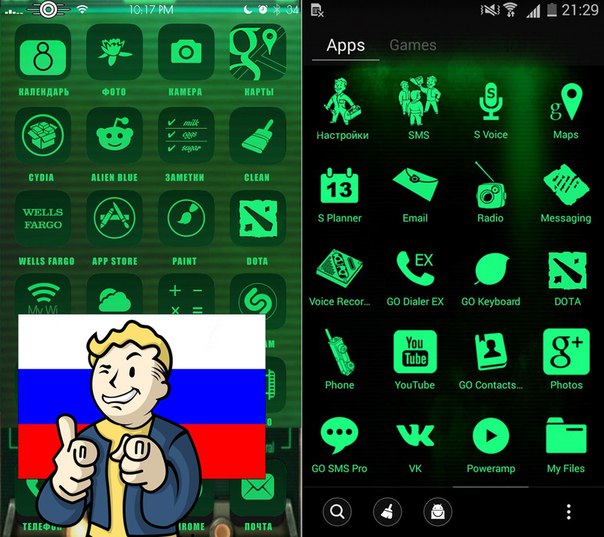 10:17 PM
34
8
КАЛЕНДАРЬ
ФОТО
КАМЕРА
g
КАРТЫ
milk
eggs
sugar
CYDIA
ALIEN BLUE
ЗАМЕТКИ
CLEAN
WELLS
FARGO
WELLS FARGO
APP STORE
PAINT
DOTA
My Wi
ТЕЛЕФОН
ПОЧТА
21:29
Apps
Games
Настройки
SMS
S
S Voice
g
Maps
13
S Planner
Email
Radio
Messaging
Voice Recor...
EX
GO Dialer EX
GO Keyboard
DOTA
Phone
You
Tube
YouTube
GO Contacts...
g+
Photos
GO SMS Pro
VK
Poweramp
My Files